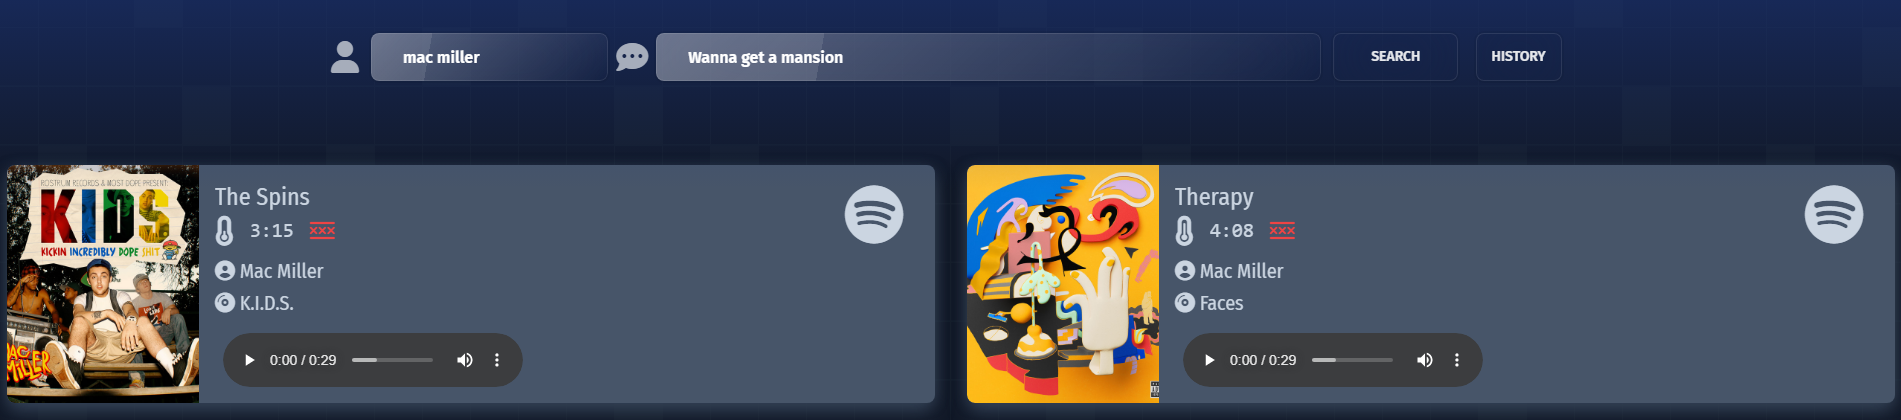 mac miller
Wanna get a mansion
SEARCH
HISTORY
ROSTRUM RECORDS & MOST DOPE PRESENT:
KIDS
KICKIN INCREDIBLY DOPE SHIT
MAC
MILLER
The Spins
3:15 xxx
Mac Miller
K.I.D.S.
0:00 / 0:29
Therapy
4:08 xxx
Mac Miller
Faces
0:00 / 0:29